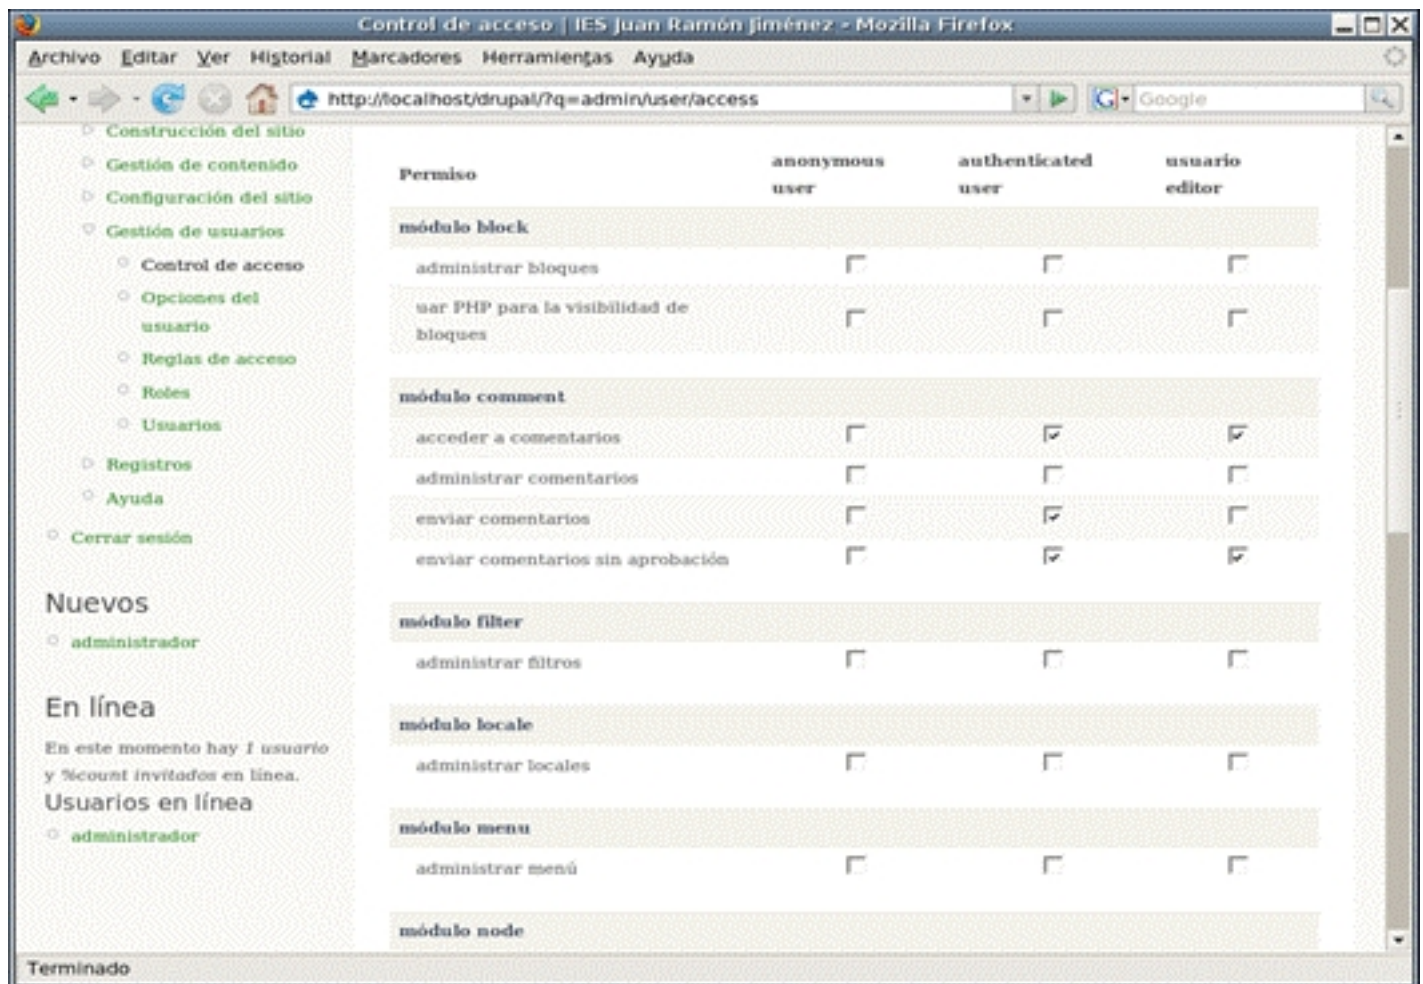 Control de acceso | IES Juan Ramón Jiménez - Mozilla Firefox
Archivo Editar Ver Historial Marcadores Herramientas Ayuda
http://localhost/drupal/?q=admin/user/access
Google
Construcción del sitio
Gestión de contenido
Configuración del sitio
Gestión de usuarios
Control de acceso
Opciones del
usuario
Reglas de acceso
Roles
Usuarios
Registros
Ayuda
Cerrar sesión
Nuevos
administrador
En línea
En este momento hay 1 usuario
y %count invitados en línea.
Usuarios en línea
administrador
Permiso
anonymous
user
authenticated
user
usuario
editor
módulo block
administrar bloques
uar PHP para la visibilidad de
bloques
módulo comment
acceder a comentarios
administrar comentarios
enviar comentarios
enviar comentarios sin aprobación
módulo filter
administrar filtros
módulo locale
administrar locales
módulo menu
administrar menú
módulo node
Terminado